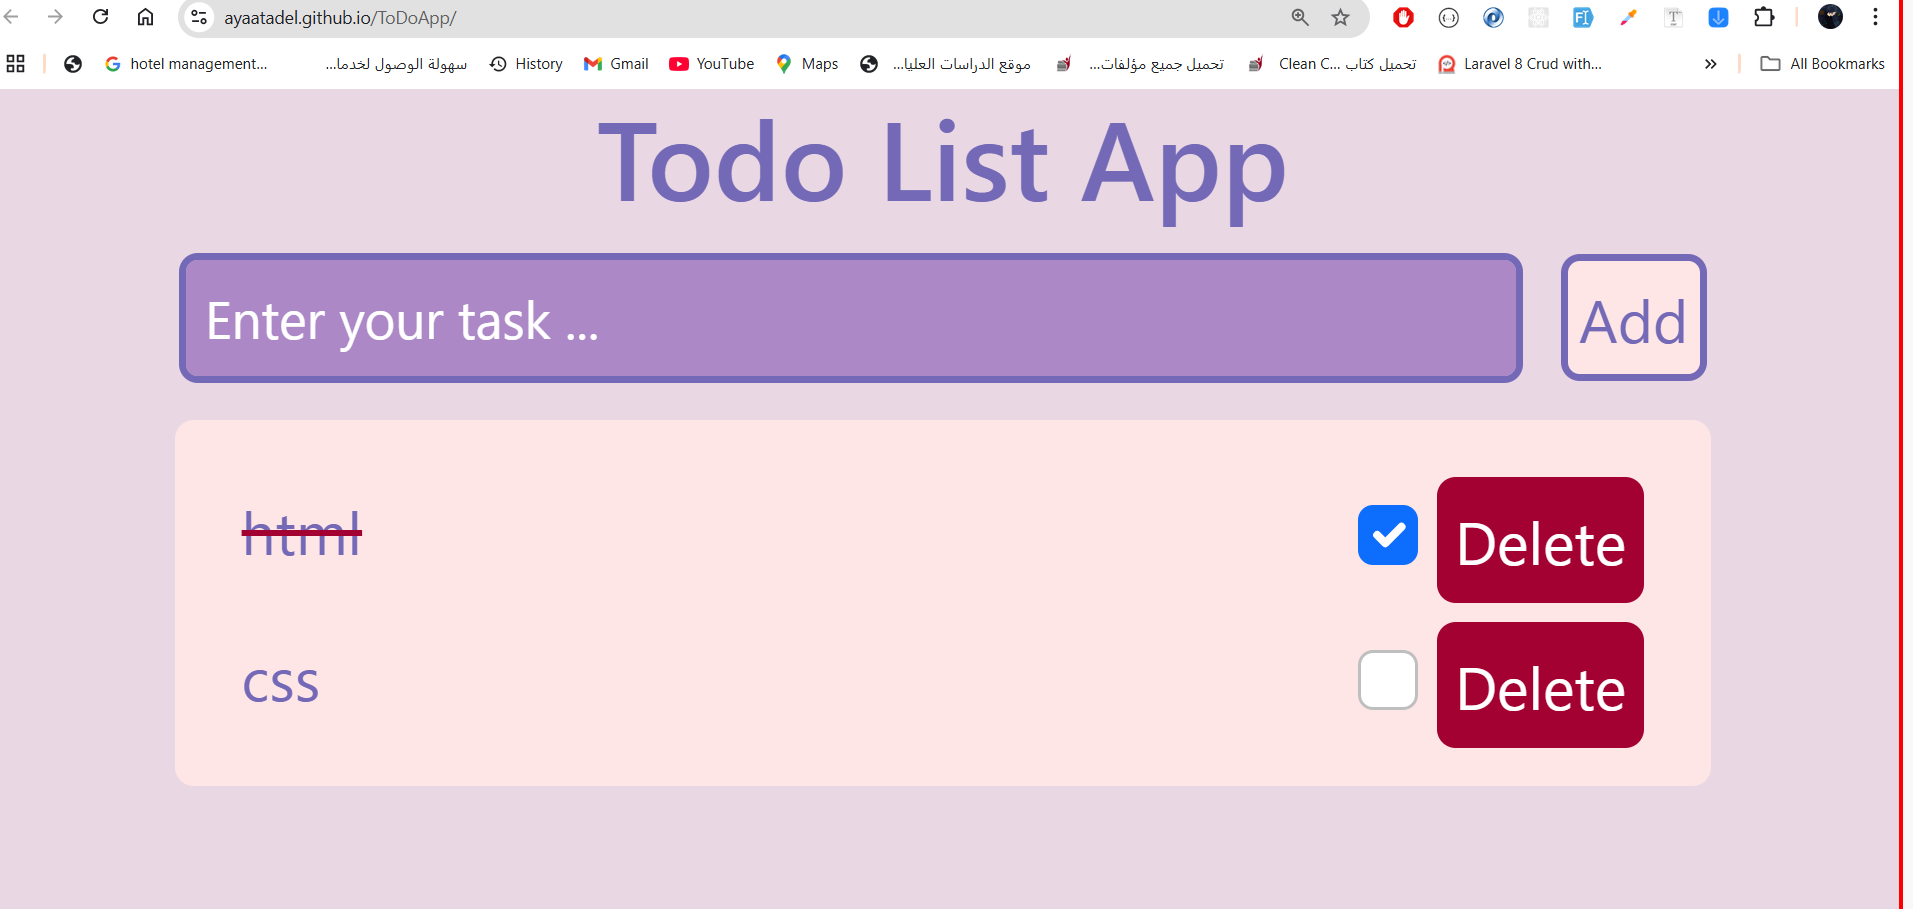 ayaatadel.github.io/ToDoApp/
hotel management...
سهولة الوصول لخدما...
History
Gmail
YouTube
Maps
موقع الدراسات العليا...
تحميل جميع مؤلفات...
تحميل كتاب Clean C...
Laravel 8 Crud with...
All Bookmarks
Todo List App
Enter your task ...
Add
html
Delete
css
Delete